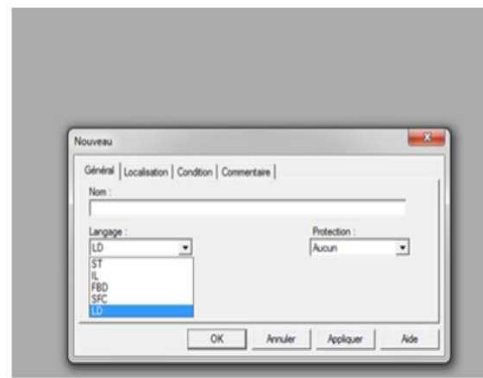 Nouveau
Général Localisation Condition Commentaire
Nom :
Langage : Protection :
LD Aucun
ST
IL
FBD
SFC
LD
OK Annuler Appliquer Aide